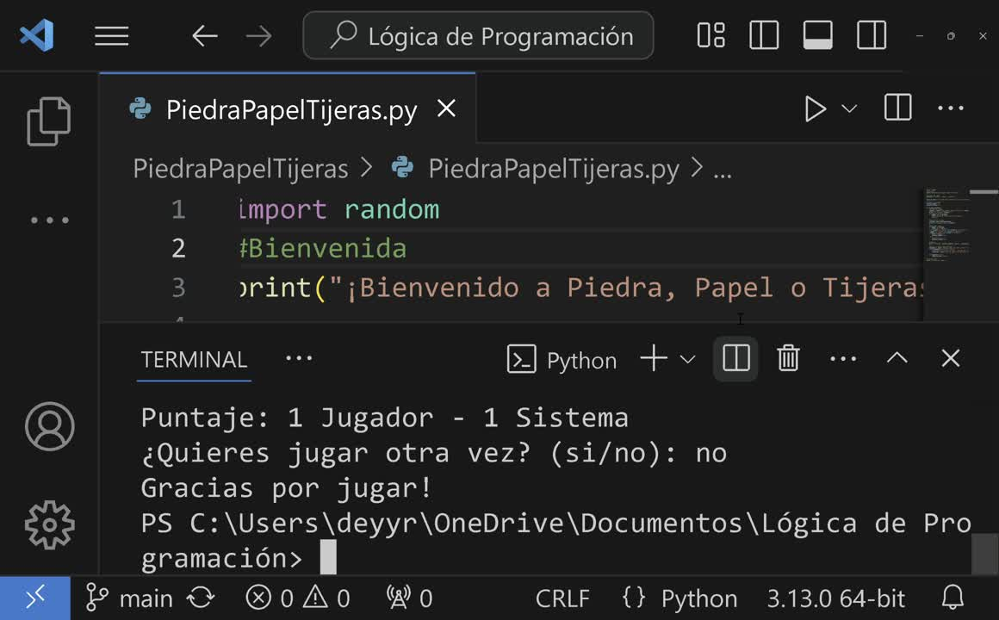 Lógica de Programación
PiedraPapelTijeras.py
PiedraPapelTijeras > PiedraPapelTijeras.py > ...
1 import random
2 #Bienvenida
3 print("¡Bienvenido a Piedra, Papel o Tijeras
TERMINAL
Python
Puntaje: 1 Jugador - 1 Sistema
¿Quieres jugar otra vez? (si/no): no
Gracias por jugar!
PS C:\Users\deyyr\OneDrive\Documentos\Lógica de Pro
gramación>
main 0 0 0 CRLF {} Python 3.13.0 64-bit